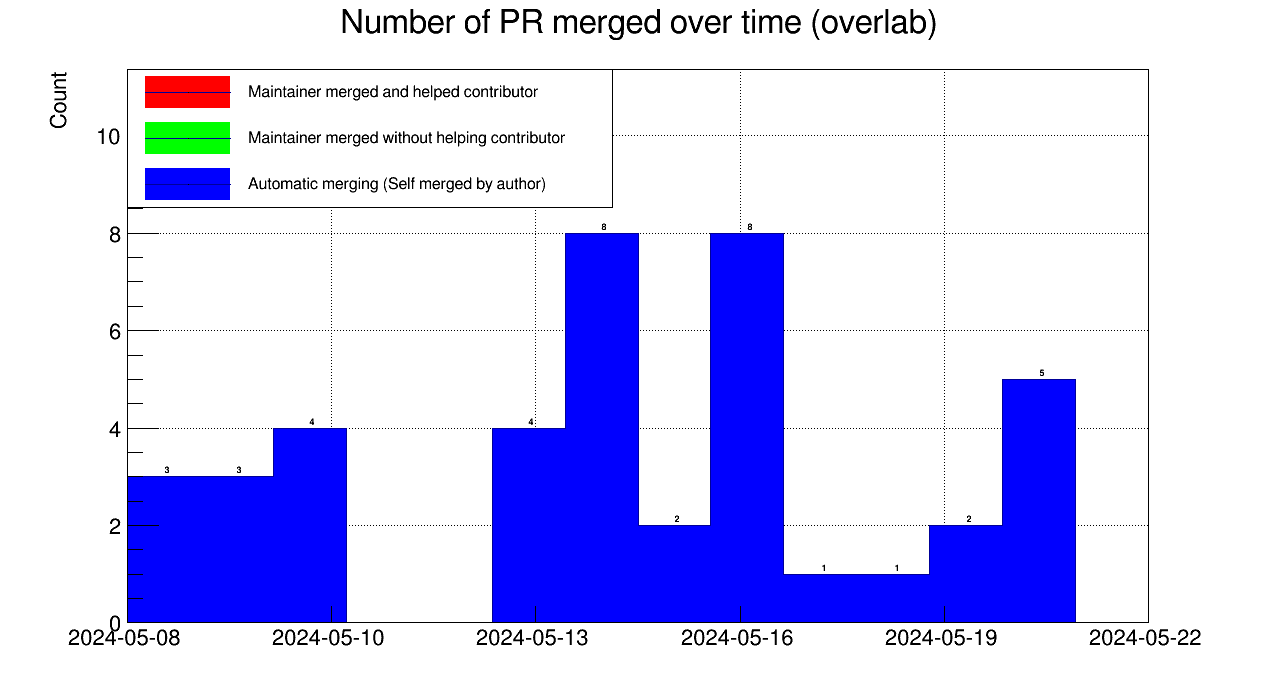 Number of PR merged over time (overlab)
Count
Maintainer merged and helped contributor
Maintainer merged without helping contributor
Automatic merging (Self merged by author)
10
8
6
4
2
0
3 3 4 4 8 2 8 1 1 2 5
2024-05-08 2024-05-10 2024-05-13 2024-05-16 2024-05-19 2024-05-22